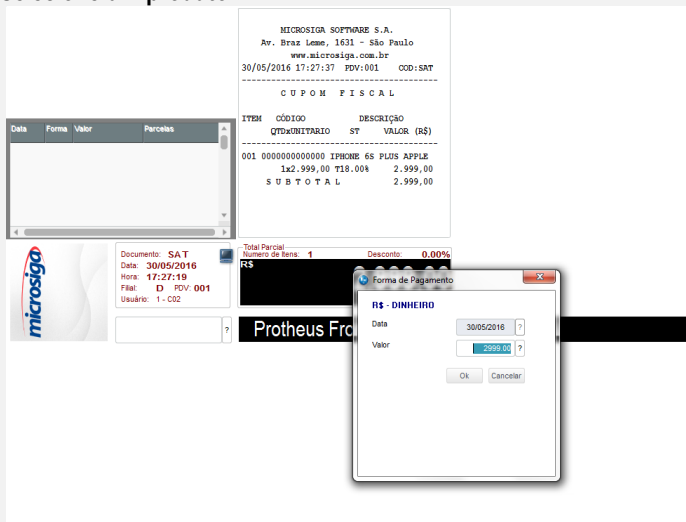 MICROSIGA SOFTWARE S.A.
Av. Braz Leme, 1631 - São Paulo
www.microsiga.com.br
30/05/2016 17:27:37 PDV:001 COD:SAT
----------------------------------------
C U P O M F I S C A L
ITEM CÓDIGO DESCRIÇÃO
QTDxUNITARIO ST VALOR (R$)
----------------------------------------
001 0000000000000 IPHONE 6S PLUS APPLE
1x2.999,00 T18.00% 2.999,00
S U B T O T A L 2.999,00
Data Forma Valor Parcelas
microsiga
Documento: SAT
Data: 30/05/2016
Hora: 17:27:19
Filial: D PDV: 001
Usuário: 1 - C02
?
Total Parcial
Numero de Itens: 1 Desconto: 0.00%
R$
Protheus
Forma de Pagamento
R$ - DINHEIRO
Data 30/05/2016 ?
Valor 2999.00 ?
Ok Cancelar